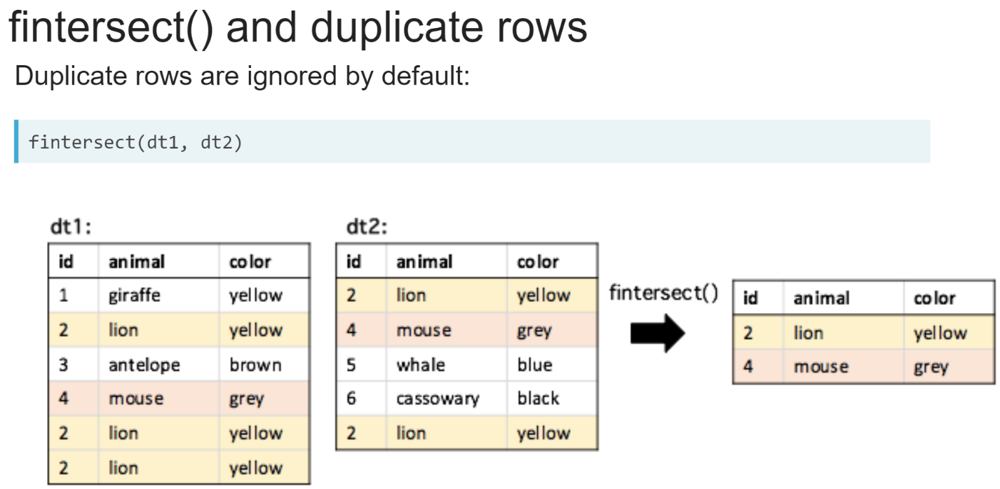 fintersect() and duplicate rows
Duplicate rows are ignored by default:
fintersect(dt1, dt2)
dt1:
id animal color
1 giraffe yellow
2 lion yellow
3 antelope brown
4 mouse grey
2 lion yellow
2 lion yellow
dt2:
id animal color
2 lion yellow
4 mouse grey
5 whale blue
6 cassowary black
2 lion yellow
fintersect()
id animal color
2 lion yellow
4 mouse grey